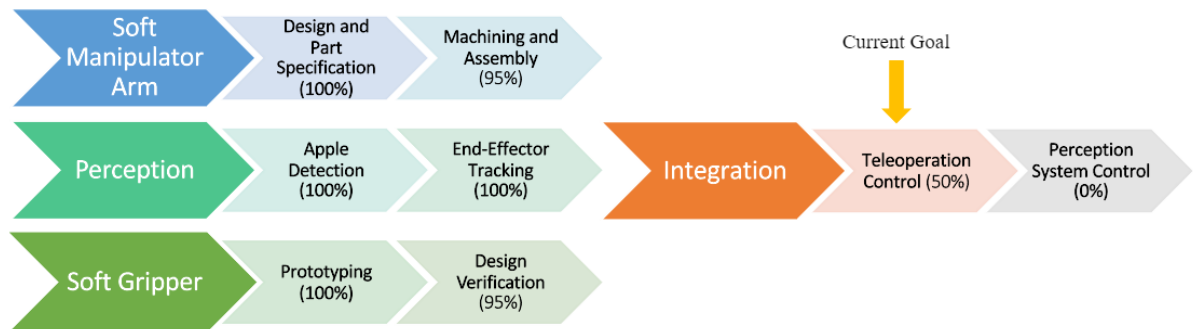 Soft
Manipulator
Arm
Design and
Part
Specification
(100%)
Machining and
Assembly
(95%)
Perception
Apple
Detection
(100%)
End-Effector
Tracking
(100%)
Soft Gripper
Prototyping
(100%)
Design
Verification
(95%)
Current Goal
Integration
Teleoperation
Control (50%)
Perception
System Control
(0%)